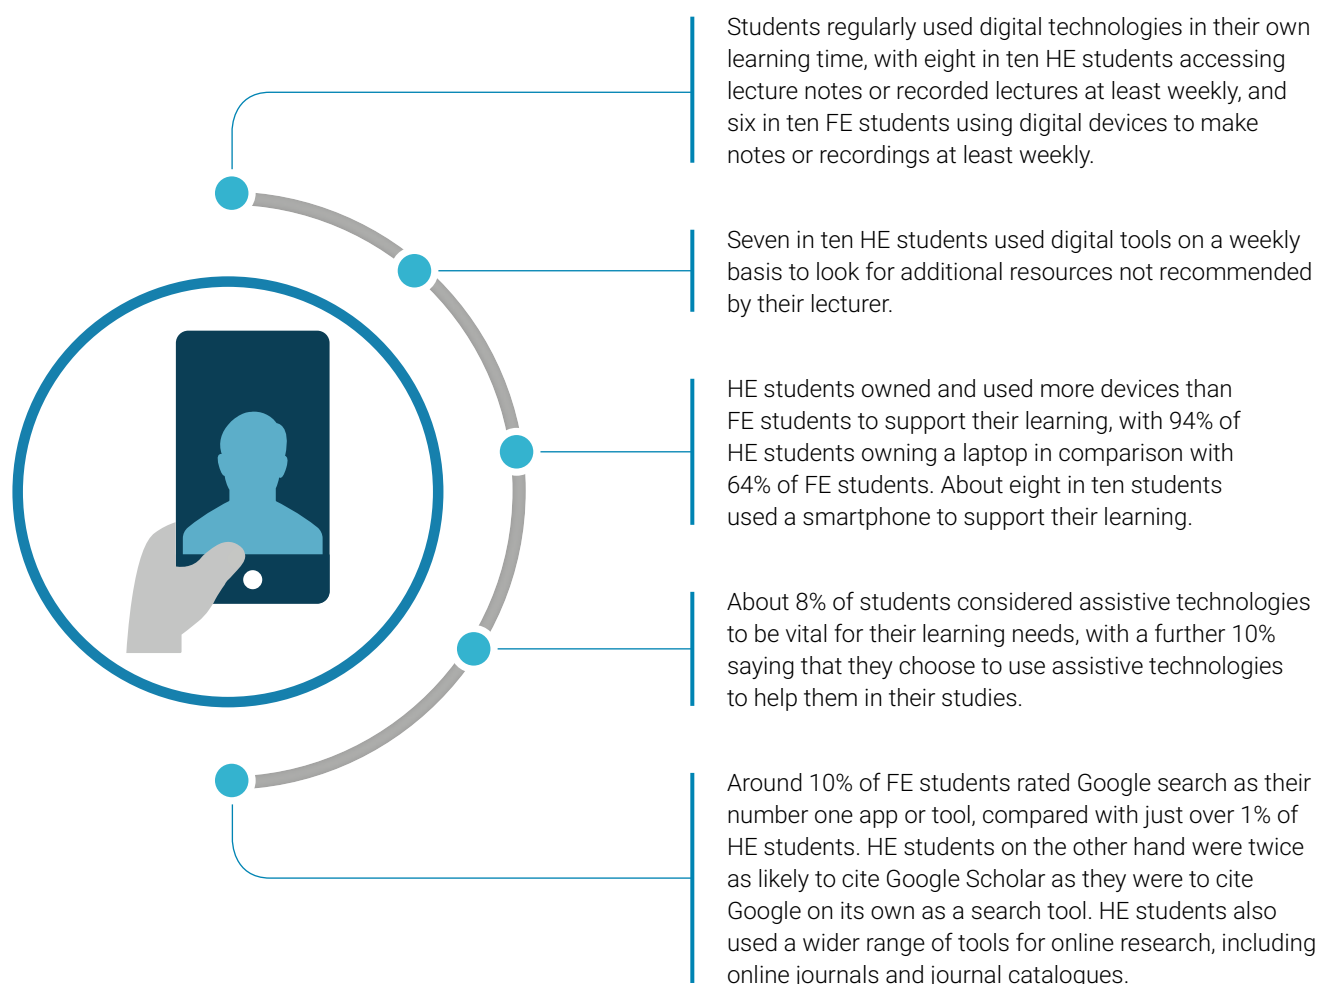 Students regularly used digital technologies in their own
learning time, with eight in ten HE students accessing
lecture notes or recorded lectures at least weekly, and
six in ten FE students using digital devices to make
notes or recordings at least weekly.
Seven in ten HE students used digital tools on a weekly
basis to look for additional resources not recommended
by their lecturer.
HE students owned and used more devices than
FE students to support their learning, with 94% of
HE students owning a laptop in comparison with
64% of FE students. About eight in ten students
used a smartphone to support their learning.
About 8% of students considered assistive technologies
to be vital for their learning needs, with a further 10%
saying that they choose to use assistive technologies
to help them in their studies.
Around 10% of FE students rated Google search as their
number one app or tool, compared with just over 1% of
HE students. HE students on the other hand were twice
as likely to cite Google Scholar as they were to cite
Google on its own as a search tool. HE students also
used a wider range of tools for online research, including
online journals and journal catalogues.